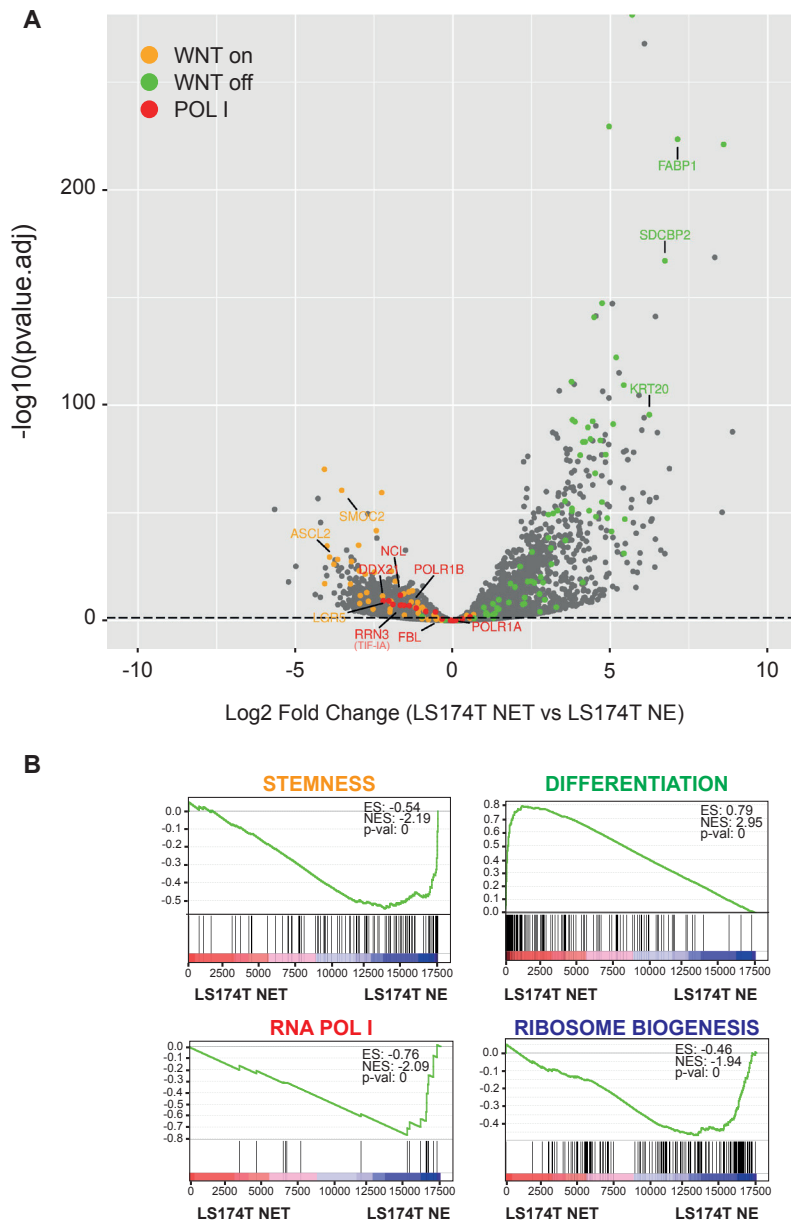 A
WNT on
WNT off
POL I
FABP1
SDCBP2
KRT20
SMOC2
ASCL2
NCL
DDX2
POLR1B
LGR5
RRN3
(TIF-IA)
FBL
POLR1A
200
100
0
-log10(pvalue.adj)
-10 -5 0 5 10
Log2 Fold Change (LS174T NET vs LS174T NE)
B
STEMNESS
ES: -0.54
NES: -2.19
p-val: 0
0.0
-0.1
-0.2
-0.3
-0.4
-0.5
0 2500 5000 7500 10000 12500 15000 17500
LS174T NET LS174T NE
DIFFERENTIATION
ES: 0.79
NES: 2.95
p-val: 0
0.8
0.7
0.6
0.5
0.4
0.3
0.2
0.1
0.0
0 2500 5000 7500 10000 12500 15000 17500
LS174T NET LS174T NE
RNA POL I
ES: -0.76
NES: -2.09
p-val: 0
-0.0
-0.1
-0.2
-0.3
-0.4
-0.5
-0.6
-0.7
-0.8
0 2500 5000 7500 10000 12500 15000 17500
LS174T NET LS174T NE
RIBOSOME BIOGENESIS
ES: -0.46
NES: -1.94
p-val: 0
-0.0
-0.1
-0.2
-0.3
-0.4
0 2500 5000 7500 10000 12500 15000 17500
LS174T NET LS174T NE